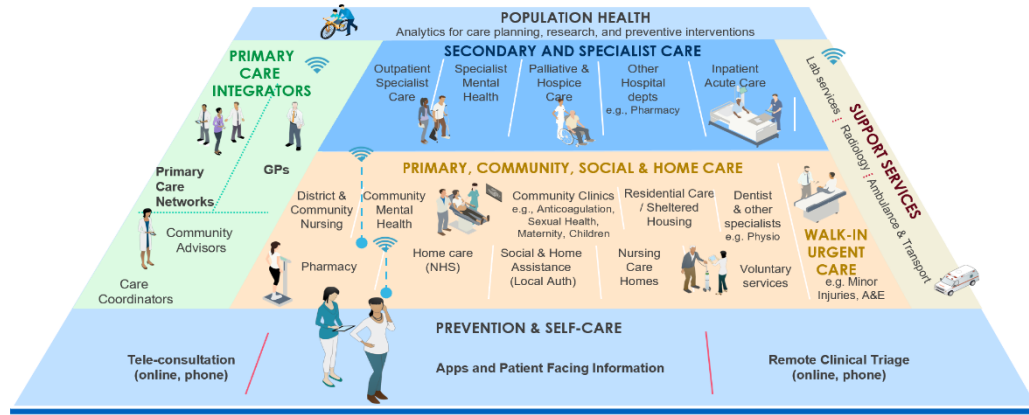 POPULATION HEALTH
Analytics for care planning, research, and preventive interventions
PRIMARY
CARE
INTEGRATORS
Primary
Care
Networks
GPs
Community
Advisors
Care
Coordinators
SECONDARY AND SPECIALIST CARE
Outpatient
Specialist
Care
Specialist
Mental
Health
Palliative &
Hospice
Care
Other
Hospital
depts
e.g., Pharmacy
Inpatient
Acute Care
PRIMARY, COMMUNITY, SOCIAL & HOME CARE
District &
Community
Nursing
Community
Mental
Health
Community Clinics
e.g., Anticoagulation,
Sexual Health,
Maternity, Children
Residential Care
/ Sheltered
Housing
Dentist
& other
specialists
e.g. Physio
Pharmacy
Home care
(NHS)
Social & Home
Assistance
(Local Auth)
Nursing
Care
Homes
Voluntary
services
WALK-IN
URGENT
CARE
e.g. Minor
Injuries, A&E
SUPPORT SERVICES
Lab services
Radiology
Ambulance & Transport
PREVENTION & SELF-CARE
Tele-consultation
(online, phone)
Apps and Patient Facing Information
Remote Clinical Triage
(online, phone)